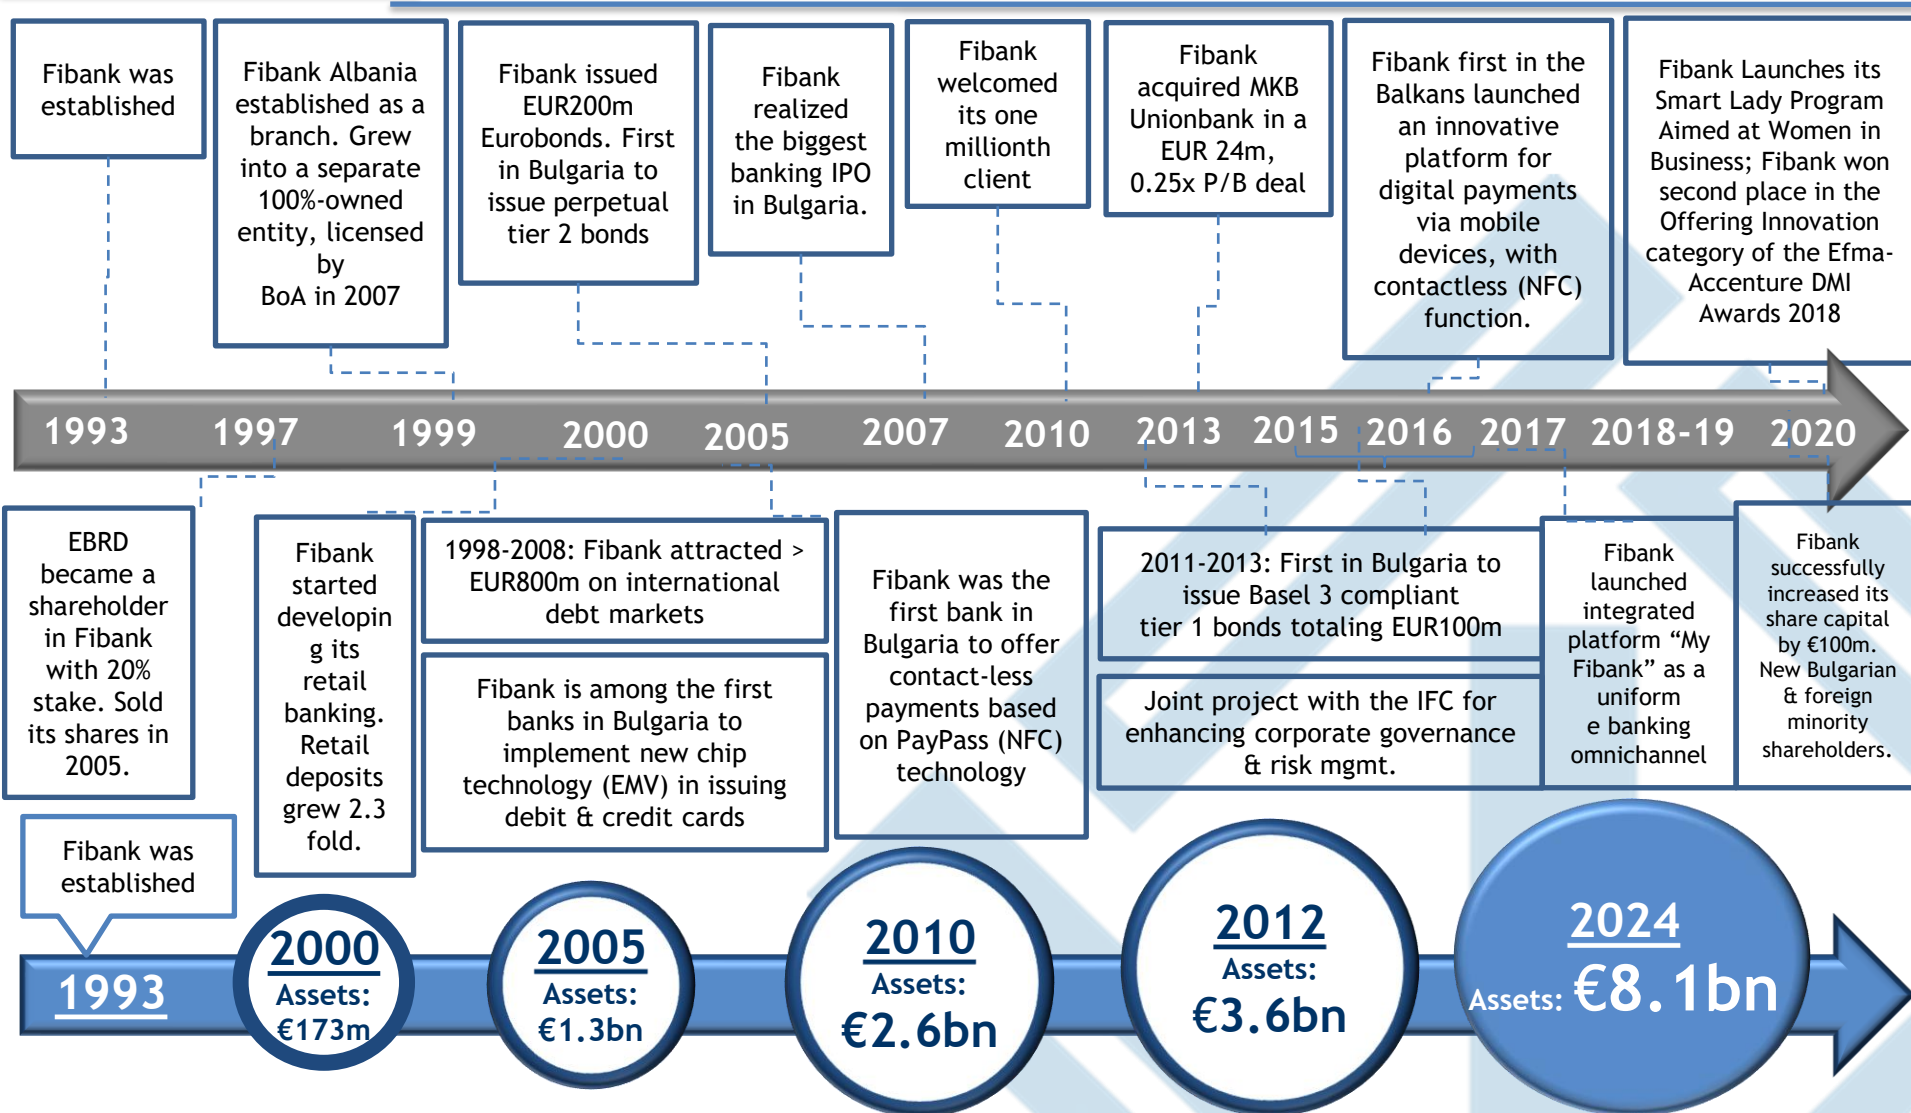 Fibank was
established
Fibank Albania
established as a
branch. Grew
into a separate
100%-owned
entity, licensed
by
BoA in 2007
Fibank issued
EUR200m
Eurobonds. First
in Bulgaria to
issue perpetual
tier 2 bonds
Fibank
realized
the biggest
banking IPO
in Bulgaria.
Fibank
welcomed
its one
millionth
client
Fibank
acquired MKB
Unionbank in a
EUR 24m,
0.25x P/B deal
Fibank first in the
Balkans launched
an innovative
platform for
digital payments
via mobile
devices, with
contactless (NFC)
function.
Fibank Launches its
Smart Lady Program
Aimed at Women in
Business; Fibank won
second place in the
Offering Innovation
category of the Efma-
Accenture DMI
Awards 2018
1993 1997 1999 2000 2005 2007 2010 2013 2015 2016 2017 2018-19 2020
EBRD
became a
shareholder
in Fibank
with 20%
stake. Sold
its shares in
2005.
Fibank
started
developin
g its
retail
banking.
Retail
deposits
grew 2.3
fold.
1998-2008: Fibank attracted >
EUR800m on international
debt markets
Fibank is among the first
banks in Bulgaria to
implement new chip
technology (EMV) in issuing
debit & credit cards
Fibank was the
first bank in
Bulgaria to offer
contact-less
payments based
on PayPass (NFC)
technology
2011-2013: First in Bulgaria to
issue Basel 3 compliant
tier 1 bonds totaling EUR100m
Joint project with the IFC for
enhancing corporate governance
& risk mgmt.
Fibank
launched
integrated
platform “My
Fibank” as a
uniform
e banking
omnichannel
Fibank
successfully
increased its
share capital
by €100m.
New Bulgarian
& foreign
minority
shareholders.
Fibank was
established
1993
2000
Assets:
€173m
2005
Assets:
€1.3bn
2010
Assets:
€2.6bn
2012
Assets:
€3.6bn
2024
Assets: €8.1bn